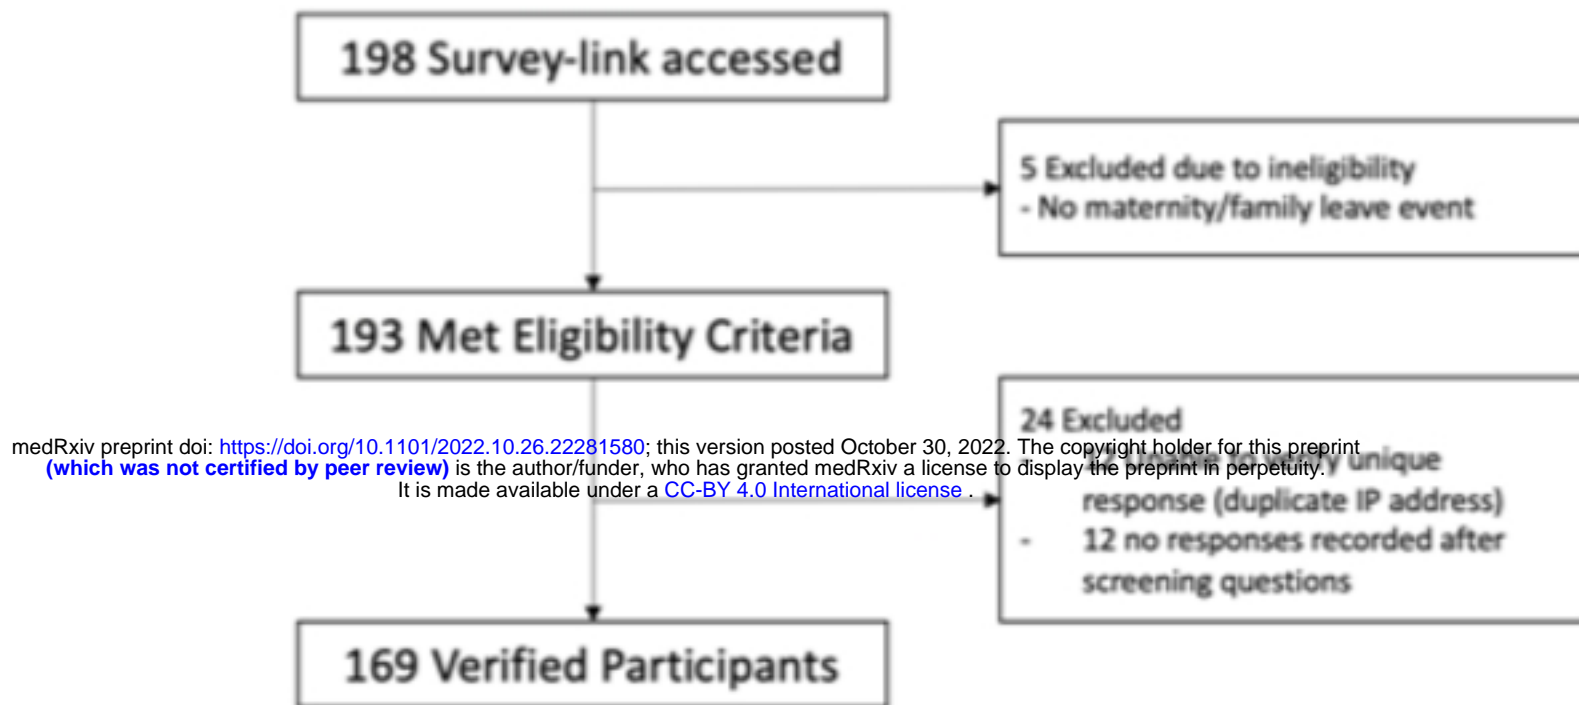 198 Survey-link accessed
5 Excluded due to ineligibility
- No maternity/family leave event
193 Met Eligibility Criteria
24 Excluded
medRxiv preprint doi: https://doi.org/10.1101/2022.10.26.22281580; this version posted October 30, 2022. The copyright holder for this preprint
(which was not certified by peer review) is the author/funder, who has granted medRxiv a license to display the preprint in perpetuity.
It is made available under a CC-BY 4.0 International license .
- 12 Unable to verify unique
response (duplicate IP address)
- 12 no responses recorded after
screening questions
169 Verified Participants